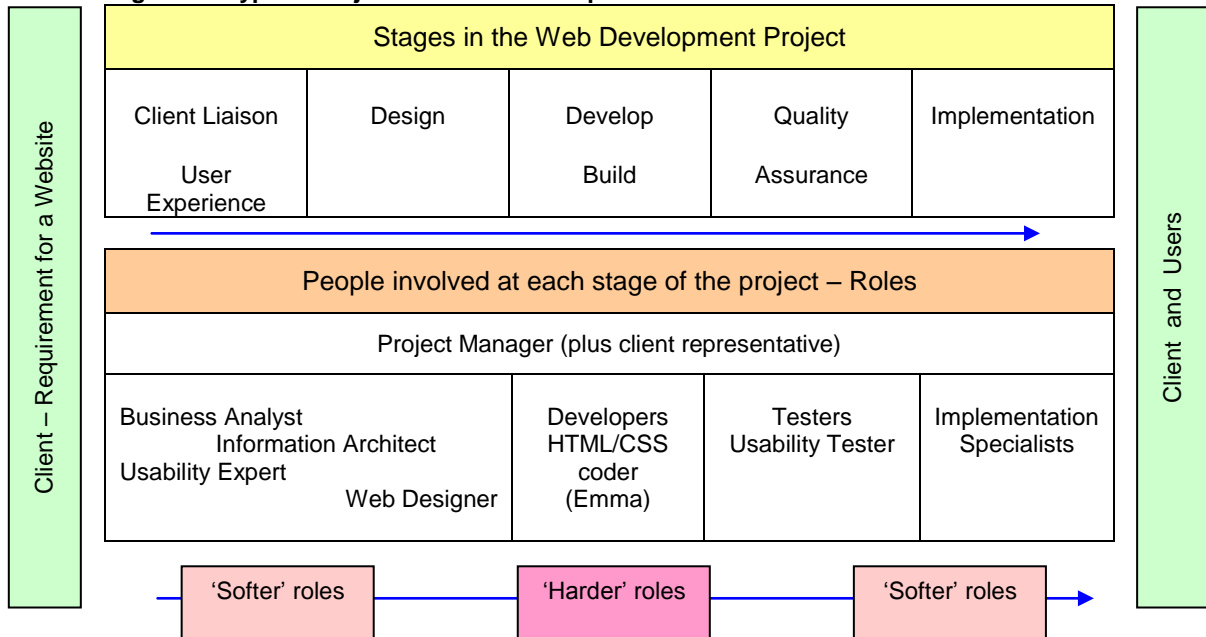 Client – Requirement for a Website
Stages in the Web Development Project
Client Liaison
User
Experience
Design
Develop
Build
Quality
Assurance
Implementation
People involved at each stage of the project – Roles
Project Manager (plus client representative)
Business Analyst
Information Architect
Usability Expert
Web Designer
Developers
HTML/CSS
coder
(Emma)
Testers
Usability Tester
Implementation
Specialists
‘Softer’ roles
‘Harder’ roles
‘Softer’ roles
Client and Users